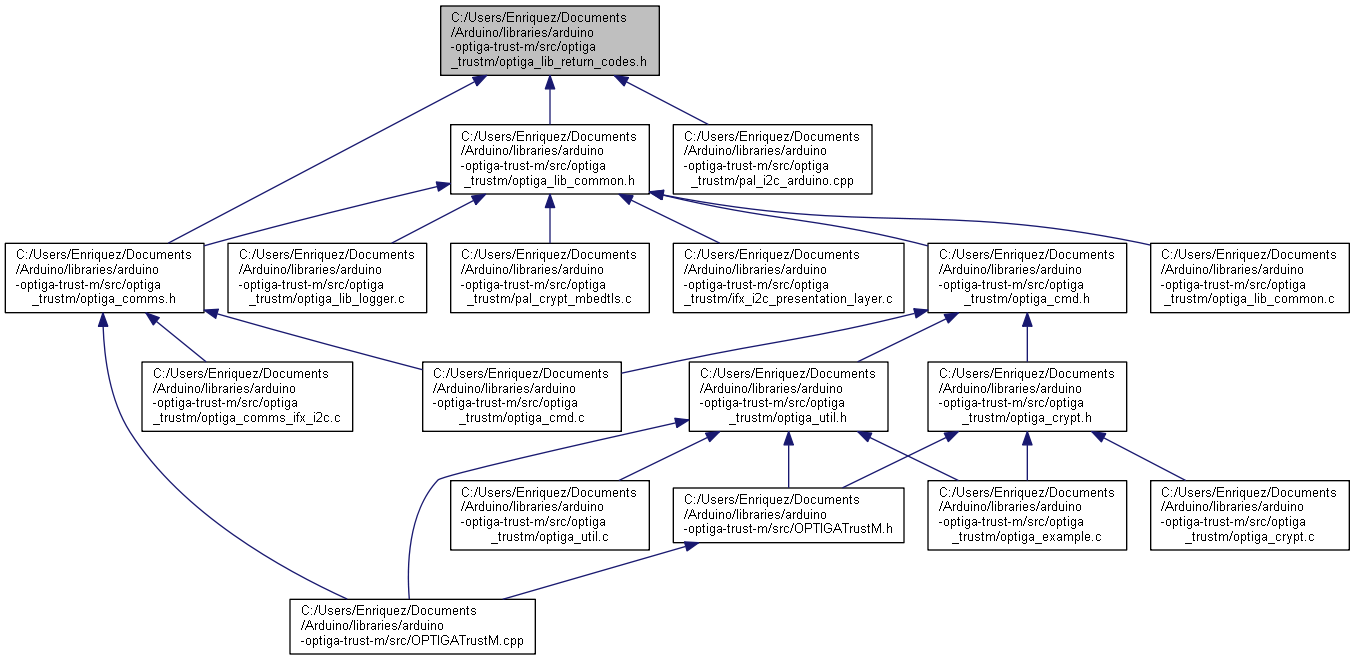 C:/Users/Enriquez/Documents
/Arduino/libraries/arduino
-optiga-trust-m/src/optiga
_trustm/optiga_lib_return_codes.h
C:/Users/Enriquez/Documents
/Arduino/libraries/arduino
-optiga-trust-m/src/optiga
_trustm/optiga_lib_common.h
C:/Users/Enriquez/Documents
/Arduino/libraries/arduino
-optiga-trust-m/src/optiga
_trustm/pal_i2c_arduino.cpp
C:/Users/Enriquez/Documents
/Arduino/libraries/arduino
-optiga-trust-m/src/optiga
_trustm/optiga_comms.h
C:/Users/Enriquez/Documents
/Arduino/libraries/arduino
-optiga-trust-m/src/optiga
_trustm/optiga_lib_logger.c
C:/Users/Enriquez/Documents
/Arduino/libraries/arduino
-optiga-trust-m/src/optiga
_trustm/pal_crypt_mbedtls.c
C:/Users/Enriquez/Documents
/Arduino/libraries/arduino
-optiga-trust-m/src/optiga
_trustm/ifx_i2c_presentation_layer.c
C:/Users/Enriquez/Documents
/Arduino/libraries/arduino
-optiga-trust-m/src/optiga
_trustm/optiga_cmd.h
C:/Users/Enriquez/Documents
/Arduino/libraries/arduino
-optiga-trust-m/src/optiga
_trustm/optiga_lib_common.c
C:/Users/Enriquez/Documents
/Arduino/libraries/arduino
-optiga-trust-m/src/optiga
_trustm/optiga_comms_ifx_i2c.c
C:/Users/Enriquez/Documents
/Arduino/libraries/arduino
-optiga-trust-m/src/optiga
_trustm/optiga_cmd.c
C:/Users/Enriquez/Documents
/Arduino/libraries/arduino
-optiga-trust-m/src/optiga
_trustm/optiga_util.h
C:/Users/Enriquez/Documents
/Arduino/libraries/arduino
-optiga-trust-m/src/optiga
_trustm/optiga_crypt.h
C:/Users/Enriquez/Documents
/Arduino/libraries/arduino
-optiga-trust-m/src/optiga
_trustm/optiga_util.c
C:/Users/Enriquez/Documents
/Arduino/libraries/arduino
-optiga-trust-m/src/OPTIGATrustM.h
C:/Users/Enriquez/Documents
/Arduino/libraries/arduino
-optiga-trust-m/src/optiga
_trustm/optiga_example.c
C:/Users/Enriquez/Documents
/Arduino/libraries/arduino
-optiga-trust-m/src/optiga
_trustm/optiga_crypt.c
C:/Users/Enriquez/Documents
/Arduino/libraries/arduino
-optiga-trust-m/src/OPTIGATrustM.cpp